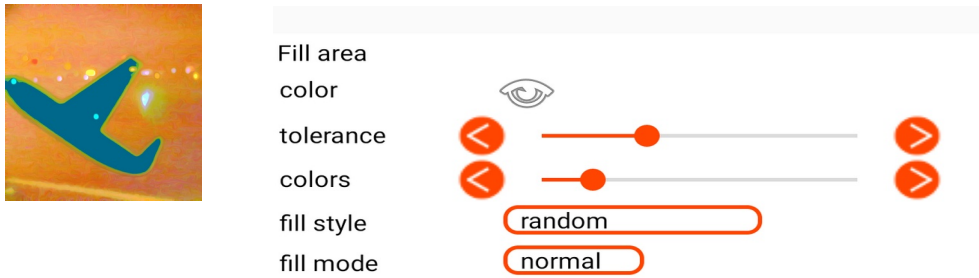 Fill area
color
tolerance
colors
fill style random
fill mode normal